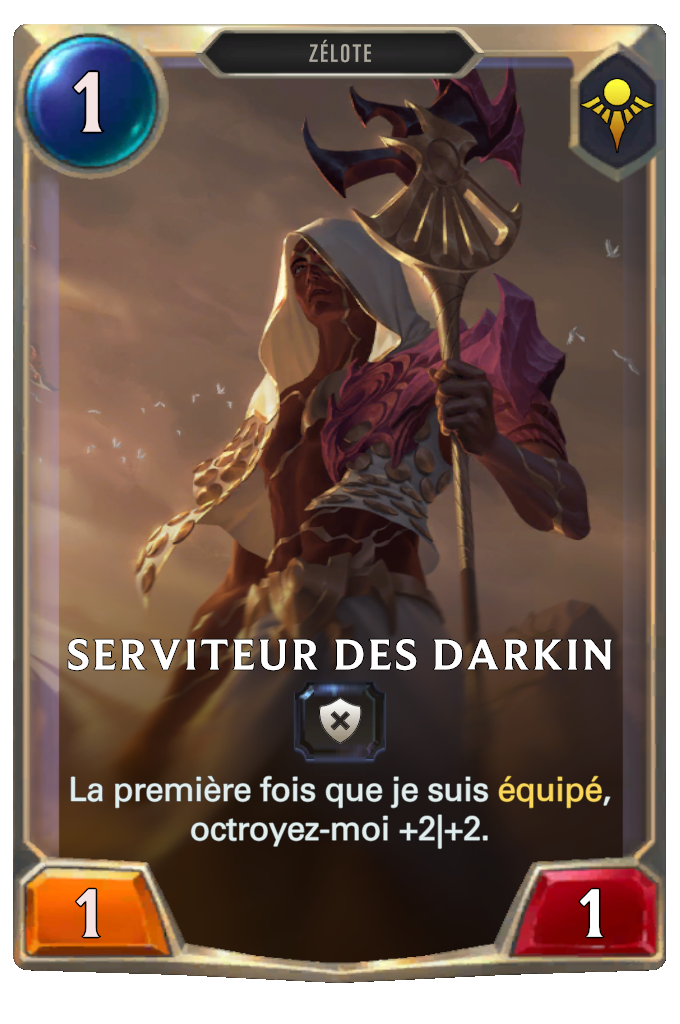 ZÉLOTE
1
SERVITEUR DES DARKIN
La première fois que je suis équipé,
octroyez-moi +2|+2.
1
1